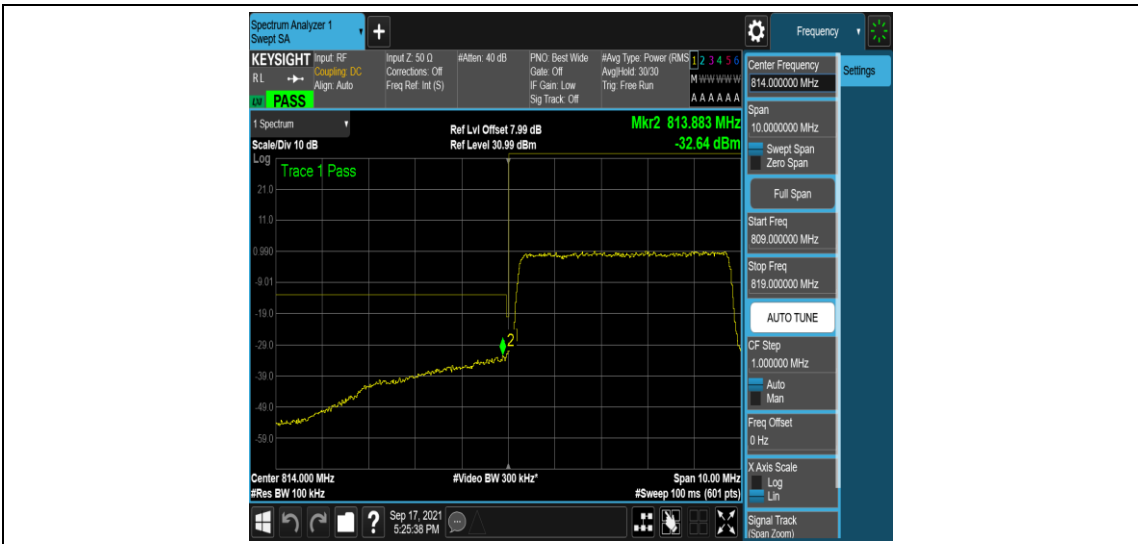 Spectrum Analyzer 1
Swept SA
+
Frequency
KEYSIGHT
RL
LXI
PASS
Input: RF
Coupling: DC
Align: Auto
Input Z: 50 Ω
Corrections: Off
Freq Ref: Int (S)
#Atten: 40 dB
PNO: Best Wide
Gate: Off
IF Gain: Low
Sig Track: Off
#Avg Type: Power (RMS
Avg|Hold: 30/30
Trig: Free Run
1 2 3 4 5 6
M W W W W W
A A A A A A
1 Spectrum
Scale/Div 10 dB
Ref Lvl Offset 7.99 dB
Ref Level 30.99 dBm
Mkr2 813.883 MHz
-32.64 dBm
Log
Trace 1 Pass
21.0
11.0
0.990
-9.01
-19.0
-29.0
-39.0
-49.0
-59.0
2
Center 814.000 MHz
#Res BW 100 kHz
#Video BW 300 kHz*
Span 10.00 MHz
#Sweep 100 ms (601 pts)
?
Sep 17, 2021
5:25:38 PM
Center Frequency
814.000000 MHz
Settings
Span
10.0000000 MHz
Swept Span
Zero Span
Full Span
Start Freq
809.000000 MHz
Stop Freq
819.000000 MHz
AUTO TUNE
CF Step
1.000000 MHz
Auto
Man
Freq Offset
0 Hz
X Axis Scale
Log
Lin
Signal Track
(Span Zoom)